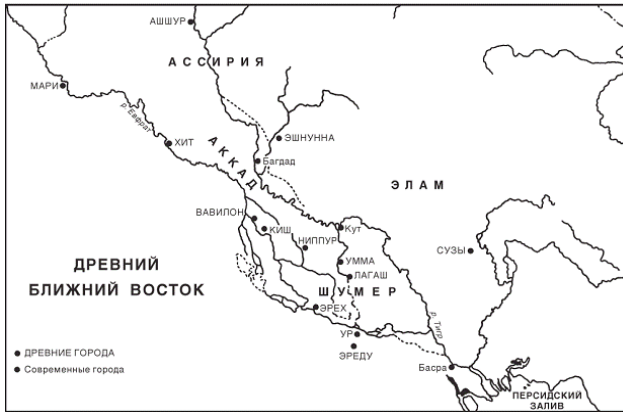 АШШУР
АССИРИЯ
МАРИ
р. Евфрат
ХИТ
АККАД
ЭШНУННА
Багдад
ЭЛАМ
ВАВИЛОН
КИШ
НИППУР
Кут
СУЗЫ
УММА
ЛАГАШ
ДРЕВНИЙ
БЛИЖНИЙ ВОСТОК
ШУМЕР
ЭРЕХ
р. Тигр
УР
ЭРЕДУ
● ДРЕВНИЕ ГОРОДА
● Современные города
Басра
ПЕРСИДСКИЙ
ЗАЛИВ